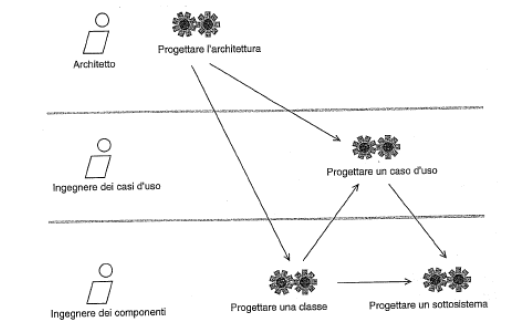 Progettare l'architettura
Architetto
Progettare un caso d'uso
Ingegnere dei casi d'uso
Progettare una classe
Progettare un sottosistema
Ingegnere dei componenti